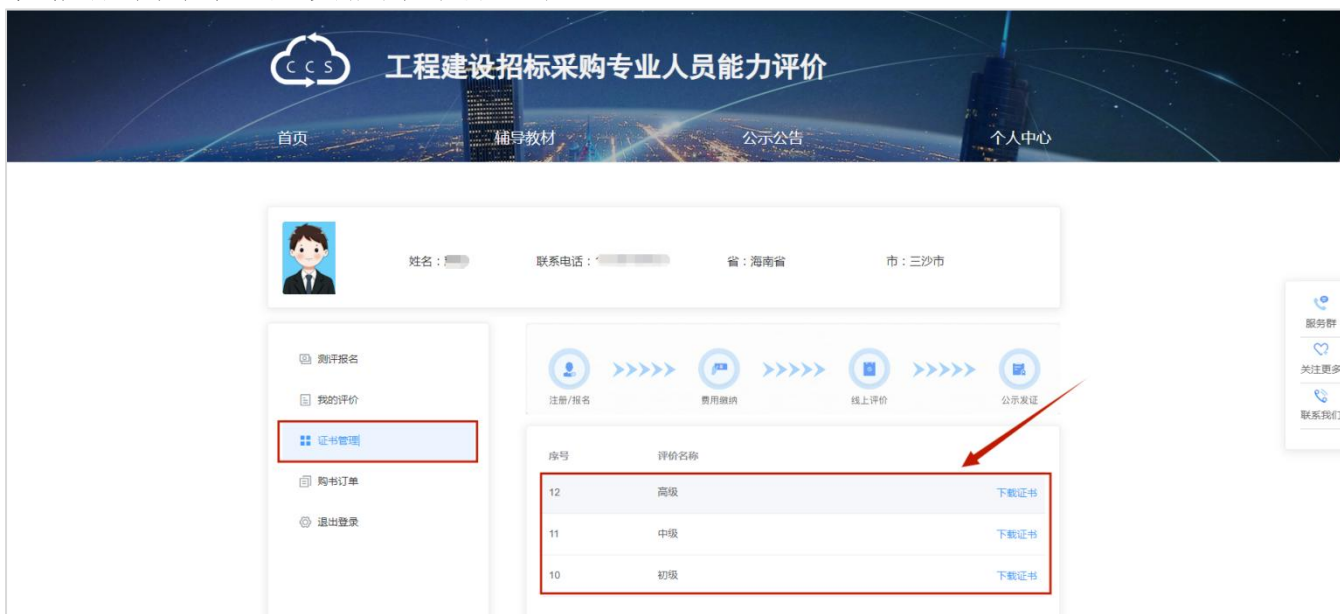 CCS
工程建设招标采购专业人员能力评价
首页 辅导教材 公示公告 个人中心
姓名： 联系电话： 省：海南省 市：三沙市
服务群
关注更多
联系我们
测评报名
我的评价
证书管理
购书订单
退出登录
注册/报名 费用缴纳 线上评价 公示发证
序号 评价名称
12 高级 下载证书
11 中级 下载证书
10 初级 下载证书